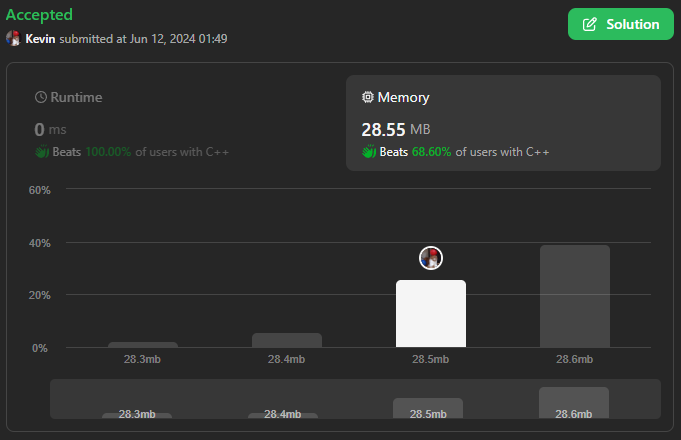 Accepted
Kevin submitted at Jun 12, 2024 01:49
Solution
Runtime
0 ms
Beats 100.00% of users with C++
Memory
28.55 MB
Beats 68.60% of users with C++
60%
40%
20%
0%
28.3mb 28.4mb 28.5mb 28.6mb
28.3mb 28.4mb 28.5mb 28.6mb